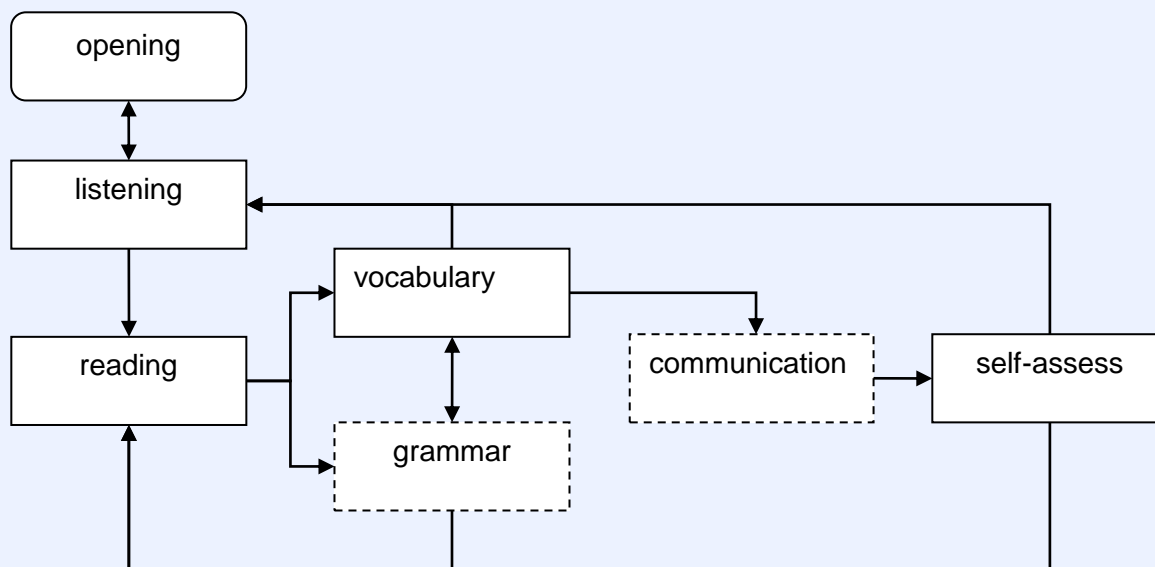 opening
listening
vocabulary
reading
communication
self-assess
grammar